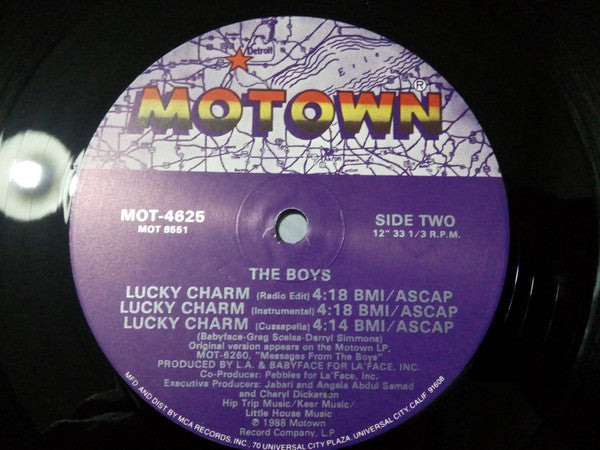 Detroit
Erie
MOTOWN®
MOT-4625
MOT 8551
SIDE TWO
12" 33 1/3 R.P.M.
THE BOYS
LUCKY CHARM (Radio Edit) 4:18 BMI/ASCAP
LUCKY CHARM (Instrumental) 4:18 BMI/ASCAP
LUCKY CHARM (Cussapella) 4:14 BMI/ASCAP
(Babyface-Greg Scelsa-Darryl Simmons)
Original version appears on the Motown LP,
MOT-6260, "Messages From The Boys"
PRODUCED BY L.A. & BABYFACE FOR LA'FACE, INC.
Co-Producer: Pebbles for La'Face, Inc.
Executive Producers: Jabari and Angela Abdul Samad
and Cheryl Dickerson
Hip Trip Music/Kear Music/
Little House Music
℗ 1988 Motown
Record Company, L.P.
MFD AND DIST BY MCA RECORDS, INC. 70 UNIVERSAL CITY PLAZA, UNIVERSAL CITY, CALIF. 91608